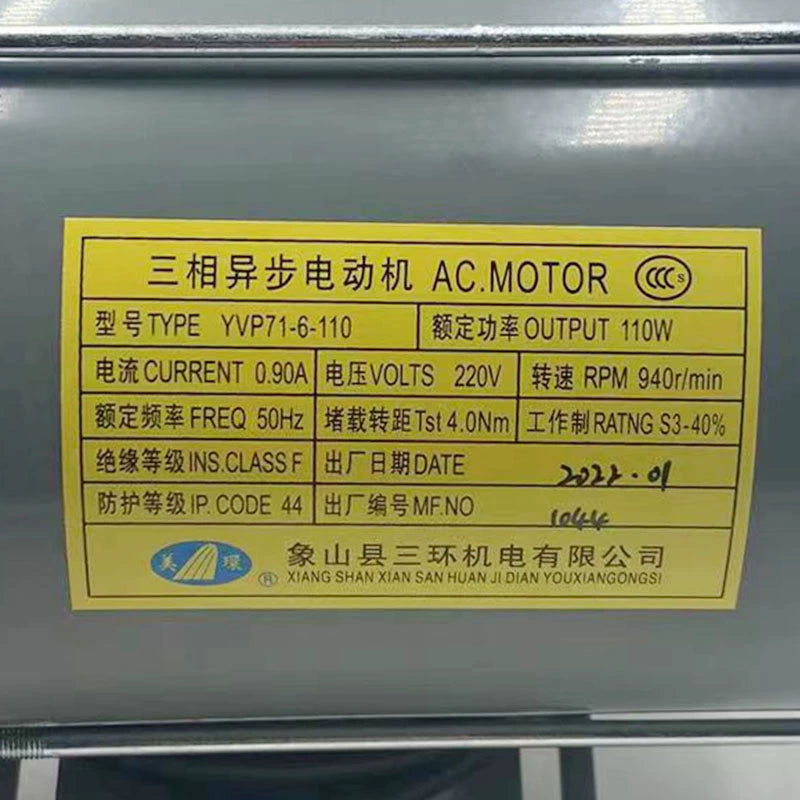 三相异步电动机 AC.MOTOR CCC S
型号TYPE YVP71-6-110 额定功率OUTPUT 110W
电流CURRENT 0.90A 电压VOLTS 220V 转速 RPM 940r/min
额定频率FREQ 50Hz 堵载转距Tst 4.0Nm 工作制RATNG S3-40%
绝缘等级INS.CLASS F 出厂日期DATE 2022.01
防护等级IP. CODE 44 出厂编号MF.NO 1044
美環 ® 象山县三环机电有限公司
XIANG SHAN XIAN SAN HUAN JI DIAN YOUXIANGONGSI